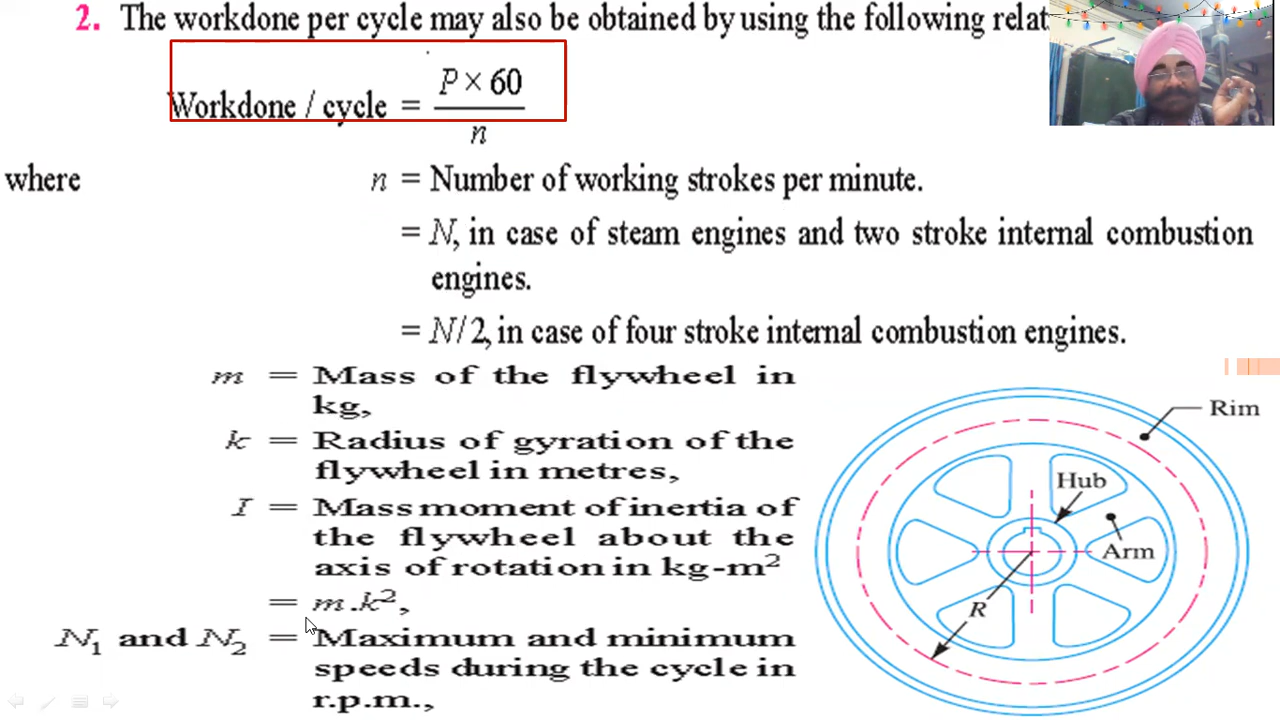 2. The workdone per cycle may also be obtained by using the following
Workdone / cycle = P × 60
n
where n = Number of working strokes per minute.
= N, in case of steam engines and two stroke internal combustion
engines.
= N/2, in case of four stroke internal combustion engines.
m = Mass of the flywheel in
kg,
k = Radius of gyration of the
flywheel in metres,
I = Mass moment of inertia of
the flywheel about the
axis of rotation in kg-m²
= m.k²,
N₁ and N₂ = Maximum and minimum
speeds during the cycle in
r.p.m.,
Rim
Hub
Arm
R